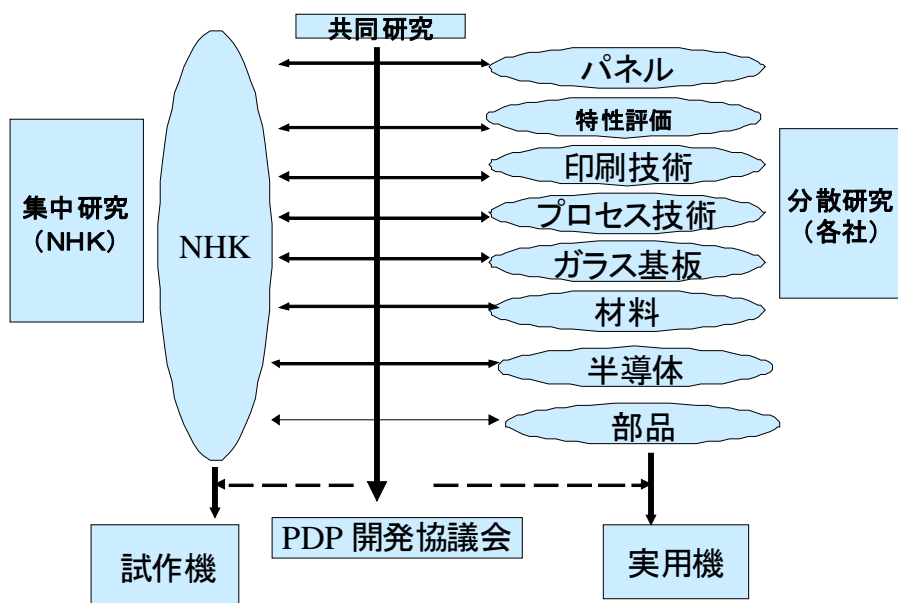 共同研究
パネル
特性評価
印刷技術
プロセス技術
ガラス基板
材料
半導体
部品
集中研究
（NHK）
NHK
分散研究
（各社）
PDP 開発協議会
試作機
実用機